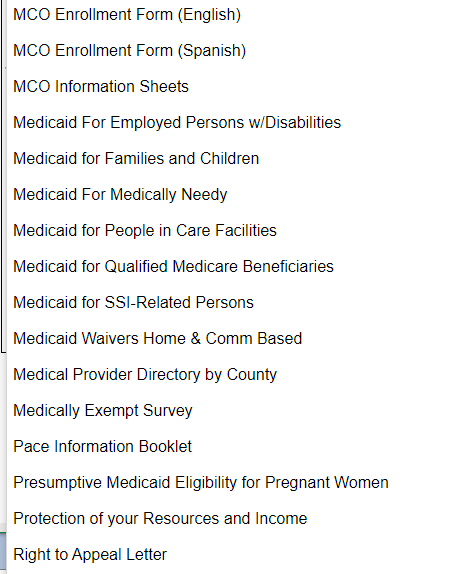 MCO Enrollment Form (English)
MCO Enrollment Form (Spanish)
MCO Information Sheets
Medicaid For Employed Persons w/Disabilities
Medicaid for Families and Children
Medicaid For Medically Needy
Medicaid for People in Care Facilities
Medicaid for Qualified Medicare Beneficiaries
Medicaid for SSI-Related Persons
Medicaid Waivers Home & Comm Based
Medical Provider Directory by County
Medically Exempt Survey
Pace Information Booklet
Presumptive Medicaid Eligibility for Pregnant Women
Protection of your Resources and Income
Right to Appeal Letter